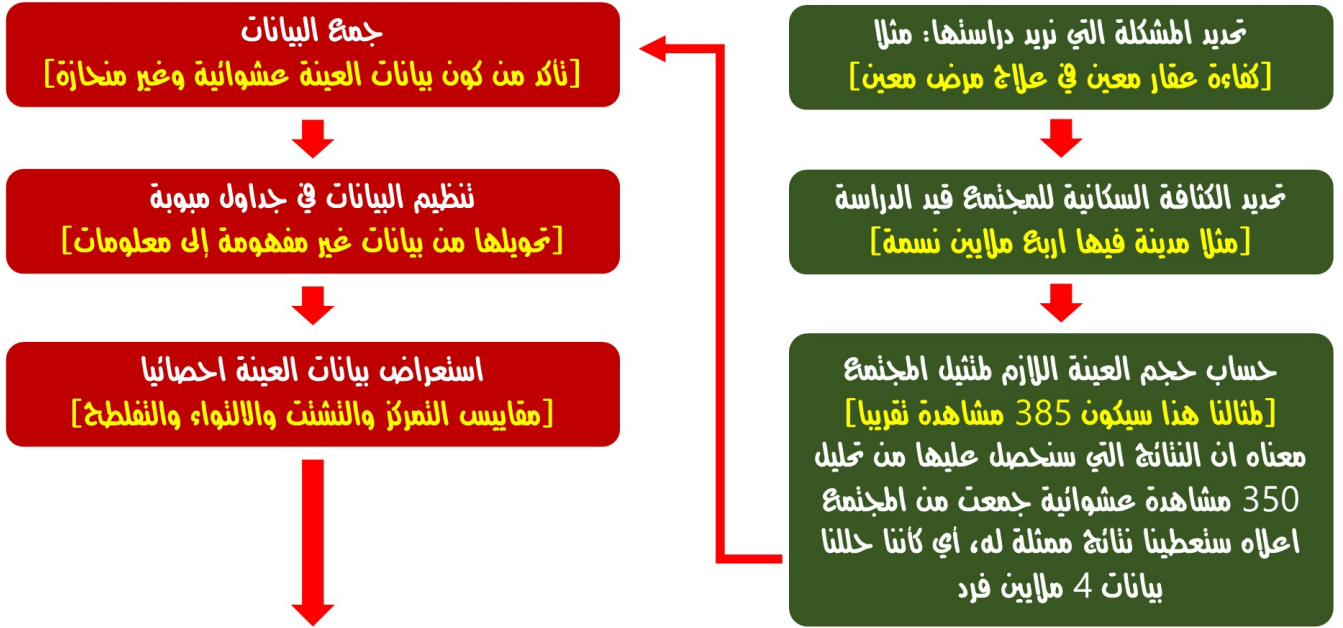 تحديد المشكلة التي نريد دراستها: مثلا
[كفاءة عقار معين في علاج مرض معين]
تحديد الكثافة السكانية للمجتمع قيد الدراسة
[مثلا مدينة فيها اربع ملايين نسمة]
حساب حجم العينة اللازم لمتثيل المجتمع
[لمثالنا هذا سيكون 385 مشاهدة تقريبا]
معناه ان النتائج التي سنحصل عليها من تحليل
350 مشاهدة عشوائية جمعت من المجتمع
اعلاه ستعطينا نتائج ممثلة له، أي كأننا حللنا
بيانات 4 ملايين فرد
جمع البيانات
[تأكد من كون بيانات العينة عشوائية وغير منحازة]
تنظيم البيانات في جداول مبوبة
[تحويلها من بيانات غير مفهومة إلى معلومات]
استعراض بيانات العينة احصائيا
[مقاييس التمركز والتشتت والالتواء والتفلطح]